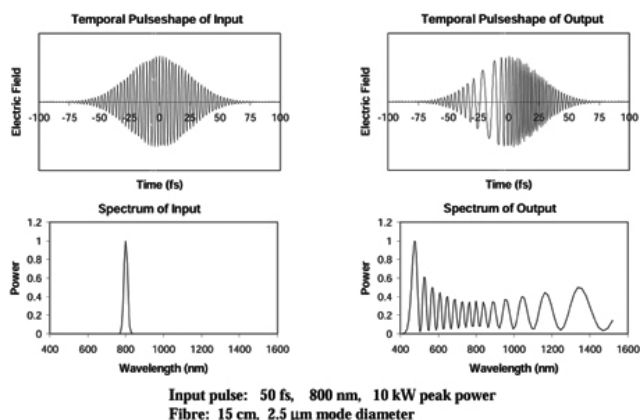 Temporal Pulseshape of Input
Electric Field
-100 -75 -50 -25 0 25 50 75 100
Time (fs)
Temporal Pulseshape of Output
Electric Field
-100 -75 -50 -25 0 25 50 75 100
Time (fs)
Spectrum of Input
Power
1.2
1
0.8
0.6
0.4
0.2
0
400 600 800 1000 1200 1400 1600
Wavelength (nm)
Spectrum of Output
Power
1.2
1
0.8
0.6
0.4
0.2
0
400 600 800 1000 1200 1400 1600
Wavelength (nm)
Input pulse: 50 fs, 800 nm, 10 kW peak power
Fibre: 15 cm, 2.5 μm mode diameter